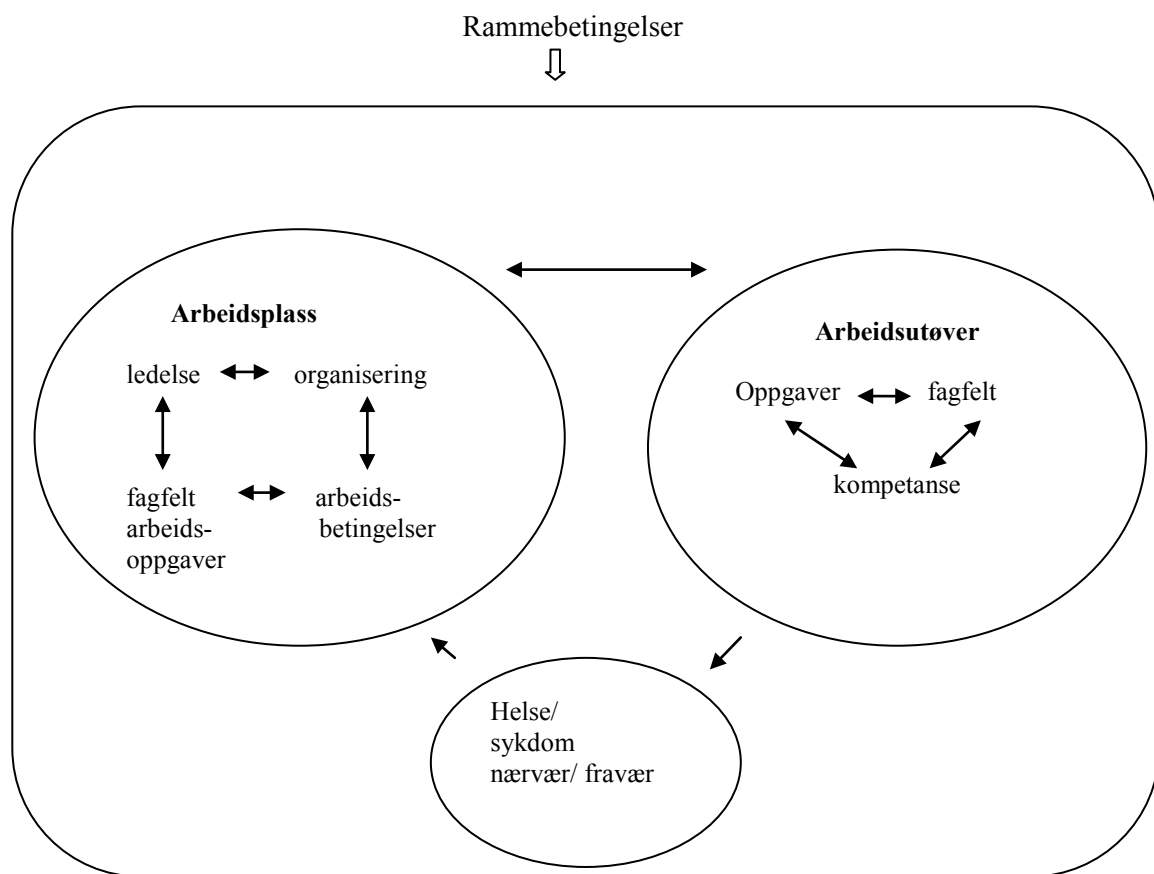 Rammebetingelser
Arbeidsplass
ledelse organisering
fagfelt arbeids-
arbeids- betingelser
oppgaver
Arbeidsutøver
Oppgaver fagfelt
kompetanse
Helse/
sykdom
nærvær/ fravær